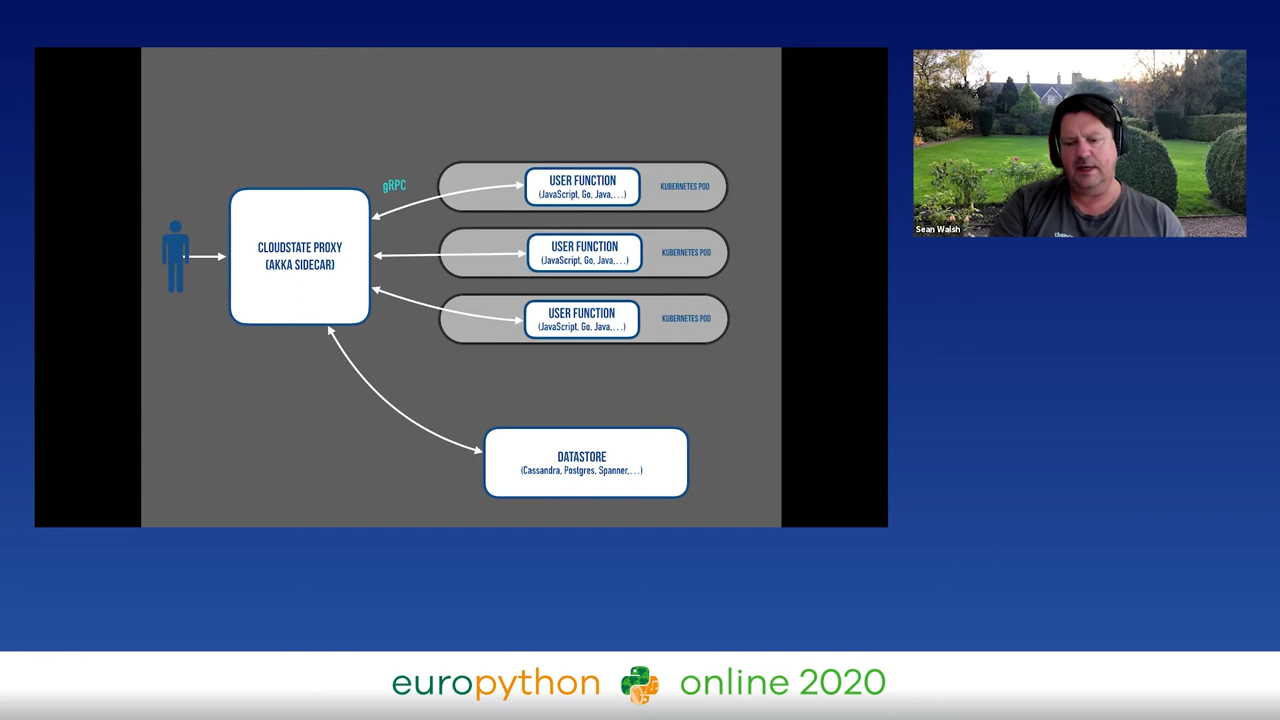 gRPC
CLOUDSTATE PROXY
(AKKA SIDECAR)
USER FUNCTION
(JavaScript, Go, Java,...)
KUBERNETES POD
USER FUNCTION
(JavaScript, Go, Java,...)
KUBERNETES POD
USER FUNCTION
(JavaScript, Go, Java,...)
KUBERNETES POD
DATASTORE
(Cassandra, Postgres, Spanner,...)
Sean Walsh
europython online 2020